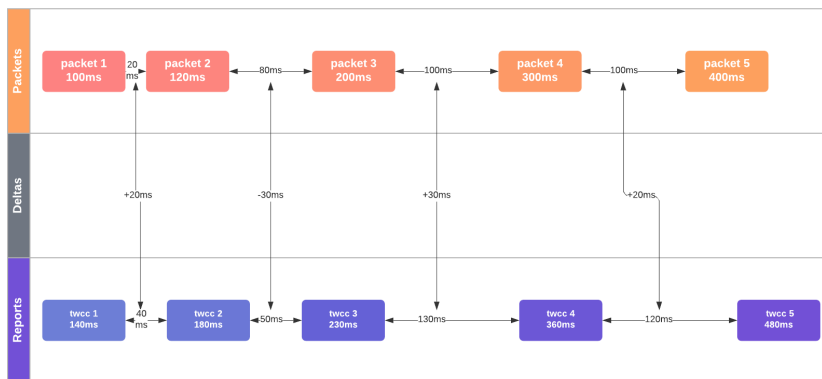 Packets
packet 1
100ms
20
ms
packet 2
120ms
80ms
packet 3
200ms
100ms
packet 4
300ms
100ms
packet 5
400ms
Deltas
+20ms
-30ms
+30ms
+20ms
Reports
twcc 1
140ms
40
ms
twcc 2
180ms
50ms
twcc 3
230ms
130ms
twcc 4
360ms
120ms
twcc 5
480ms